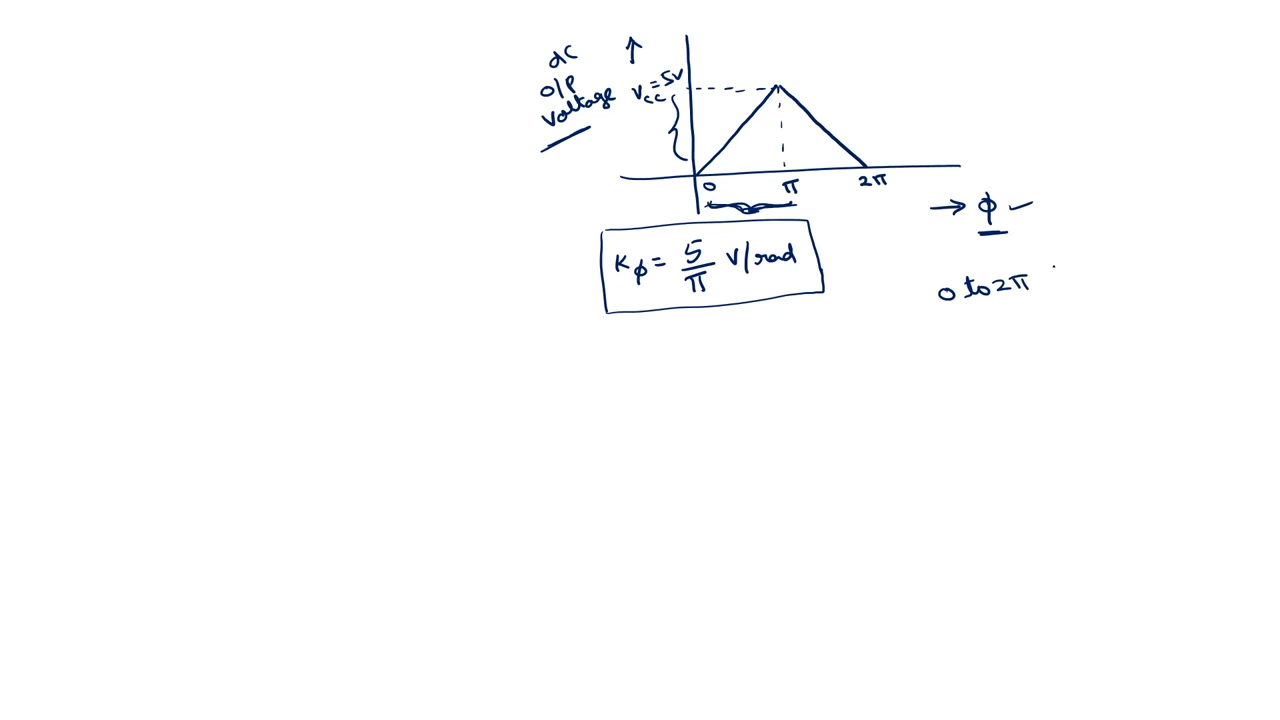 dc ↑
o/p
voltage
Vcc = 5V
0 π 2π
→ ϕ ✓
Kϕ = 5/π V/rad
0 to 2π